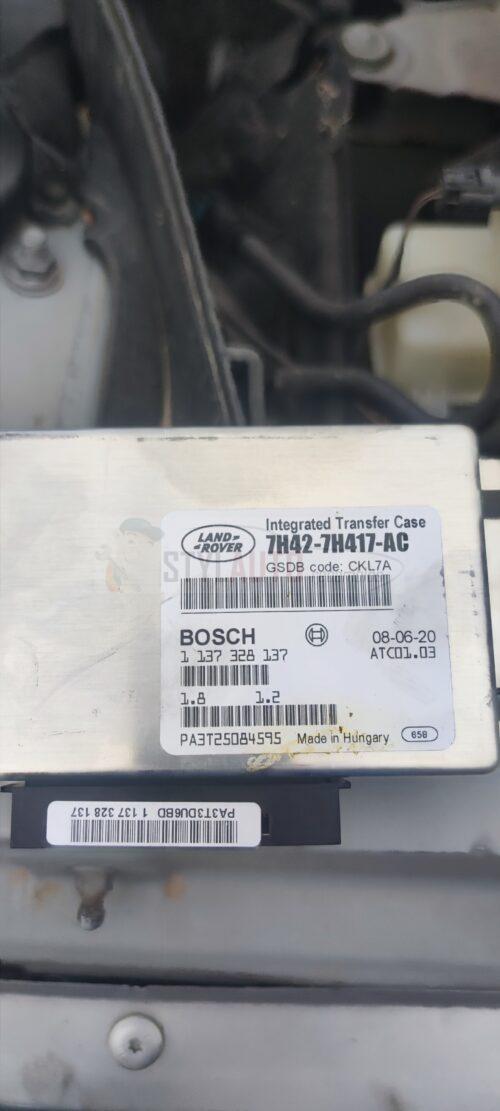 Integrated Transfer Case
LAND-
-ROVER
7H42-7H417-AC
GSDB code: CKL7A
BOSCH
08-06-20
1 137 328 137
ATC01.03
1.8 1.2
PA3T25084595 Made in Hungary 658
PA3T3DU6BD 1 137 328 137